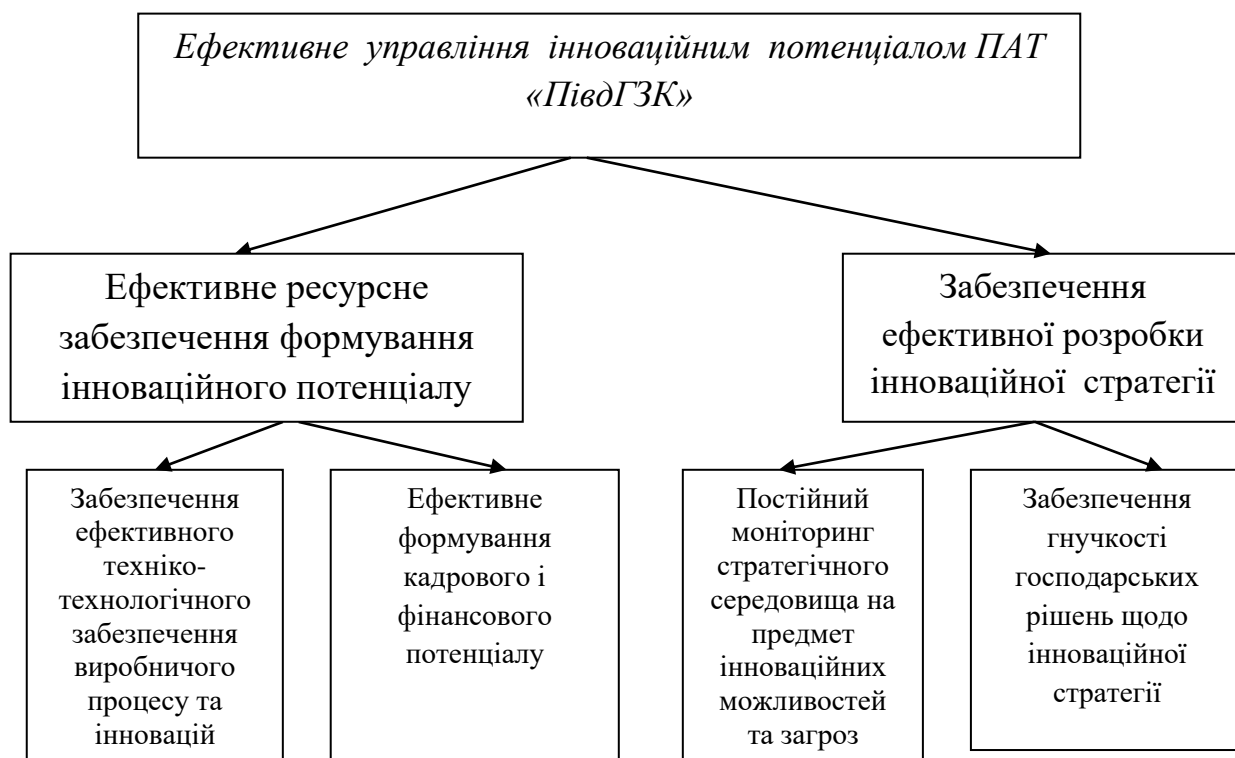 Ефективне управління інноваційним потенціалом ПАТ
«ПівдГЗК»
Ефективне ресурсне
забезпечення формування
інноваційного потенціалу
Забезпечення
ефективної розробки
інноваційної стратегії
Забезпечення
ефективного
техніко-
технологічного
забезпечення
виробничого
процесу та
інновацій
Ефективне
формування
кадрового і
фінансового
потенціалу
Постійний
моніторинг
стратегічного
середовища на
предмет
інноваційних
можливостей
та загроз
Забезпечення
гнучкості
господарських
рішень щодо
інноваційної
стратегії